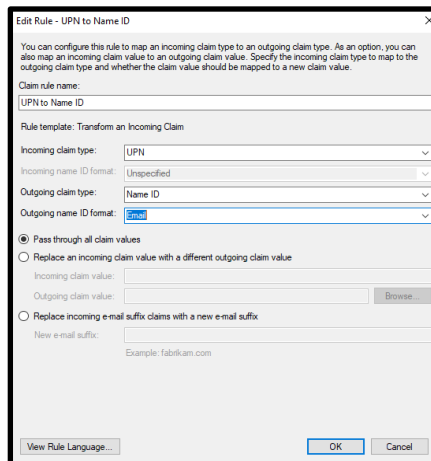 Edit Rule - UPN to Name ID
You can configure this rule to map an incoming claim type to an outgoing claim type. As an option, you can
also map an incoming claim value to an outgoing claim value. Specify the incoming claim type to map to the
outgoing claim type and whether the claim value should be mapped to a new claim value.
Claim rule name:
UPN to Name ID
Rule template: Transform an Incoming Claim
Incoming claim type: UPN
Incoming name ID format: Unspecified
Outgoing claim type: Name ID
Outgoing name ID format: Email
Pass through all claim values
Replace an incoming claim value with a different outgoing claim value
Incoming claim value:
Outgoing claim value: Browse...
Replace incoming e-mail suffix claims with a new e-mail suffix
New e-mail suffix:
Example: fabrikam.com
View Rule Language... OK Cancel